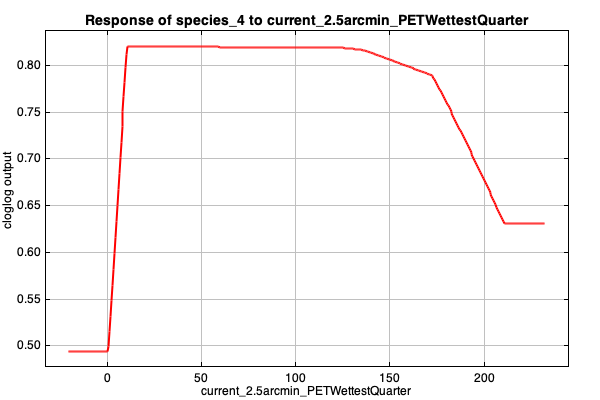 Response of species_4 to current_2.5arcmin_PETWettestQuarter
cloglog output
0.80
0.75
0.70
0.65
0.60
0.55
0.50
0 50 100 150 200
current_2.5arcmin_PETWettestQuarter